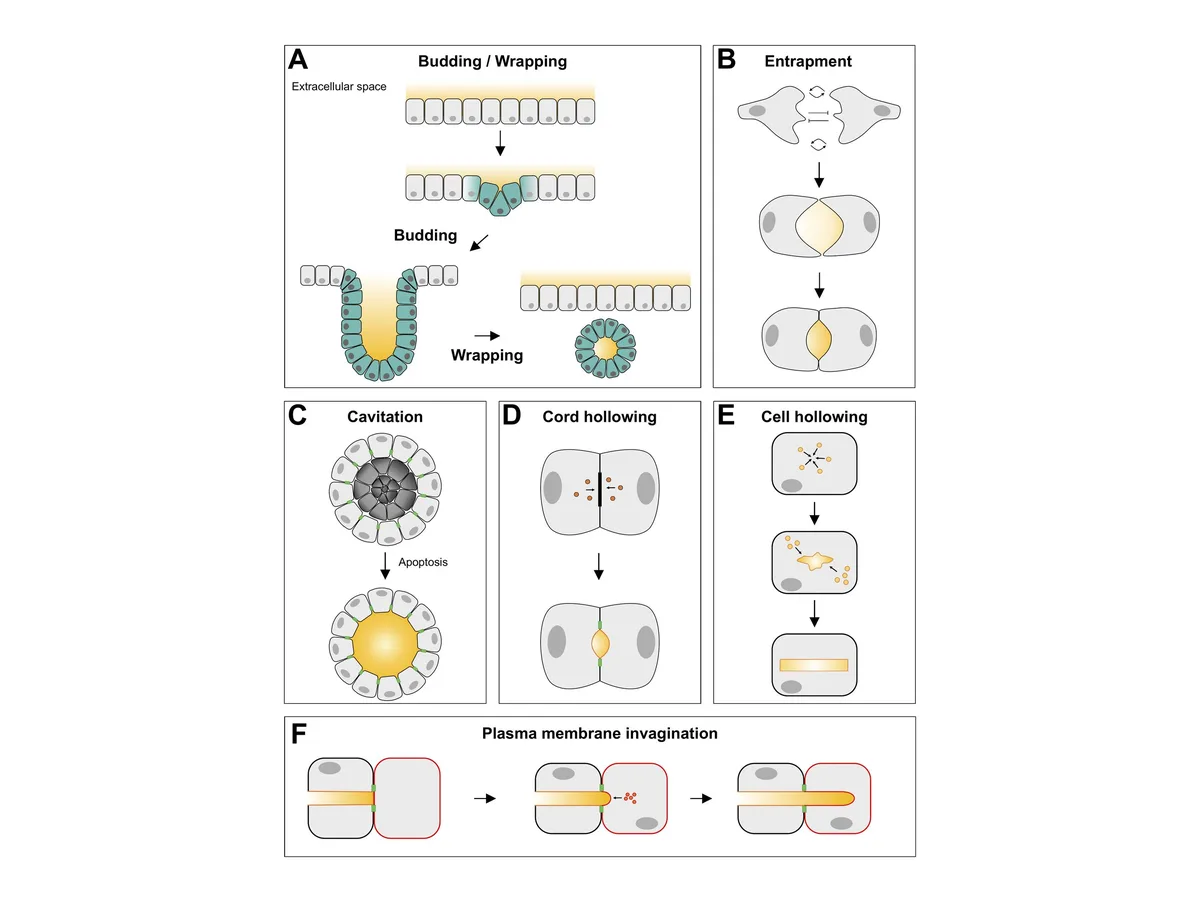 A
Budding / Wrapping
Extracellular space
Budding
Wrapping
B
Entrapment
C
Cavitation
Apoptosis
D
Cord hollowing
E
Cell hollowing
F
Plasma membrane invagination